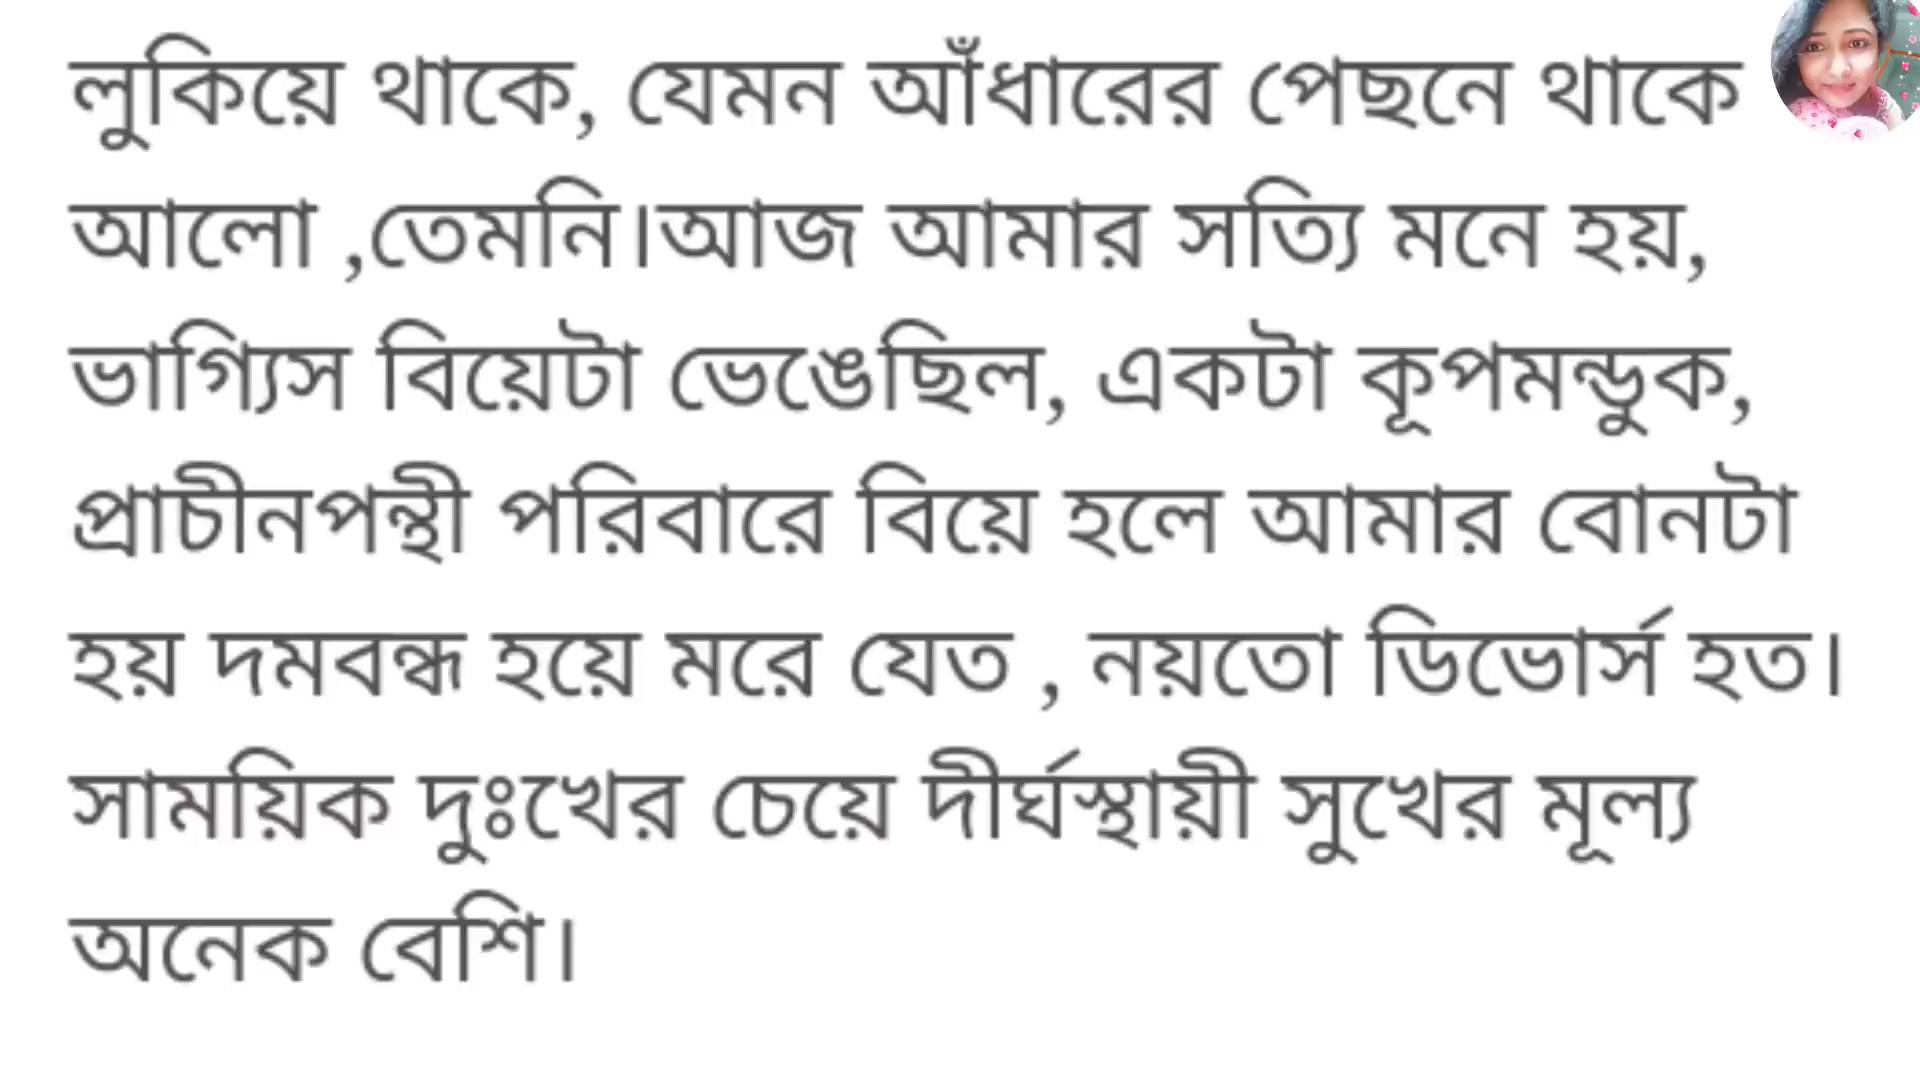 লুকিয়ে থাকে, যেমন আঁধারের পেছনে থাকে
আলো ,তেমনি।আজ আমার সত্যি মনে হয়,
ভাগ্যিস বিয়েটা ভেঙেছিল, একটা কূপমন্ডুক,
প্রাচীনপন্থী পরিবারে বিয়ে হলে আমার বোনটা
হয় দমবন্ধ হয়ে মরে যেত , নয়তো ডিভোর্স হত।
সাময়িক দুঃখের চেয়ে দীর্ঘস্থায়ী সুখের মূল্য
অনেক বেশি।